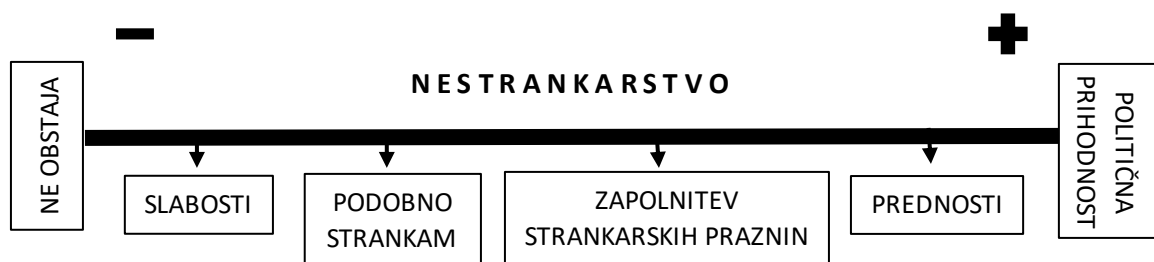 − +
NE OBSTAJA
NESTRANKARSTVO
POLITIČNA
PRIHODNOST
SLABOSTI
PODOBNO
STRANKAM
ZAPOLNITEV
STRANKARSKIH PRAZNIN
PREDNOSTI